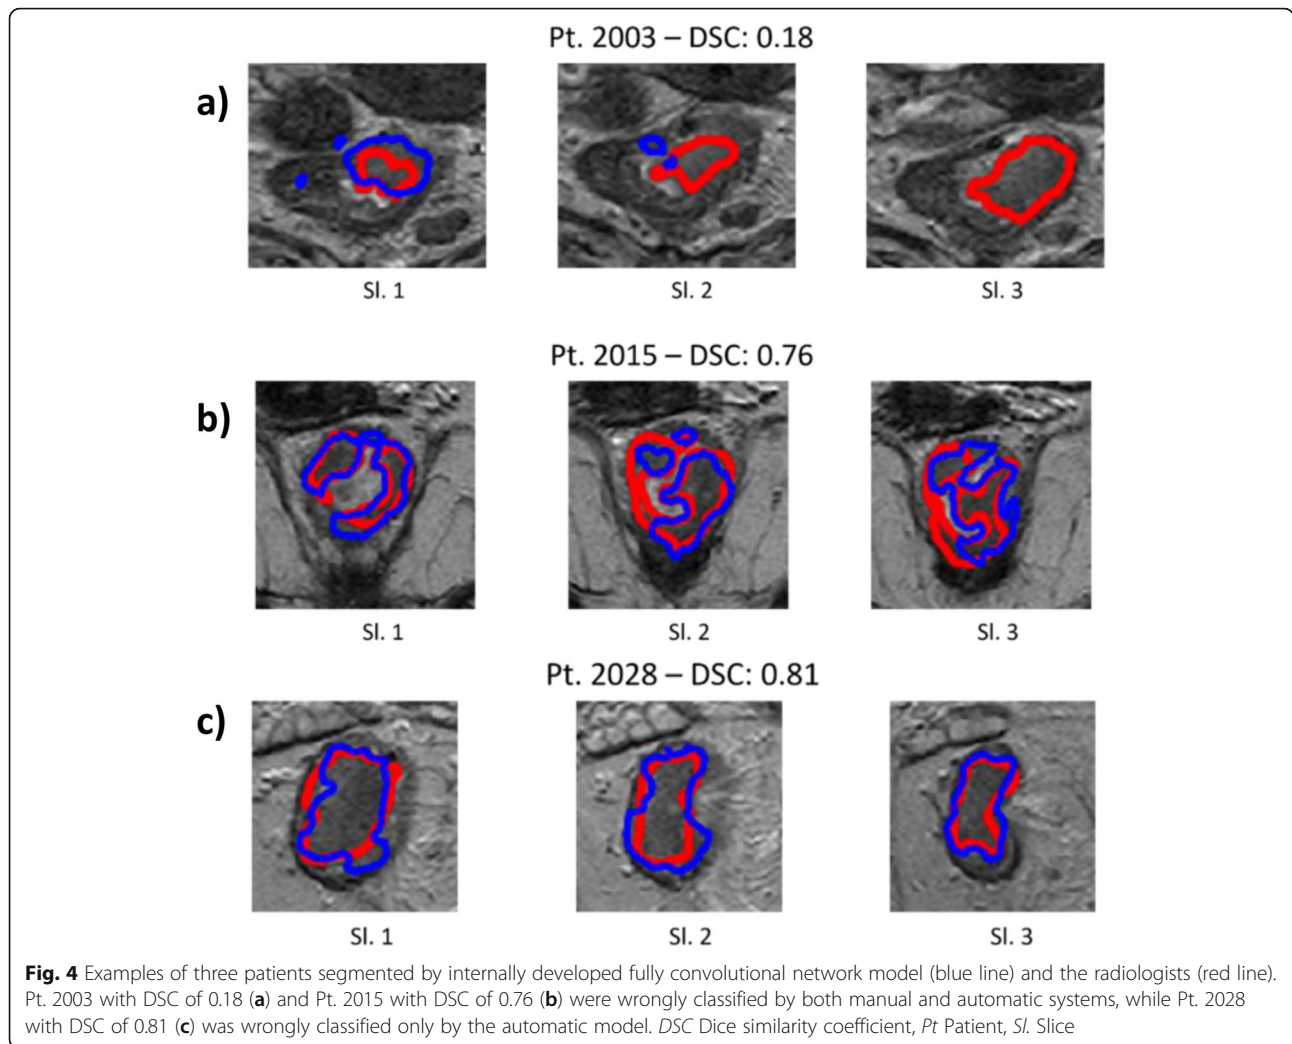 Pt. 2003 – DSC: 0.18
a)
Sl. 1 Sl. 2 Sl. 3
Pt. 2015 – DSC: 0.76
b)
Sl. 1 Sl. 2 Sl. 3
Pt. 2028 – DSC: 0.81
c)
Sl. 1 Sl. 2 Sl. 3
Fig. 4 Examples of three patients segmented by internally developed fully convolutional network model (blue line) and the radiologists (red line).
Pt. 2003 with DSC of 0.18 (a) and Pt. 2015 with DSC of 0.76 (b) were wrongly classified by both manual and automatic systems, while Pt. 2028
with DSC of 0.81 (c) was wrongly classified only by the automatic model. DSC Dice similarity coefficient, Pt Patient, Sl. Slice